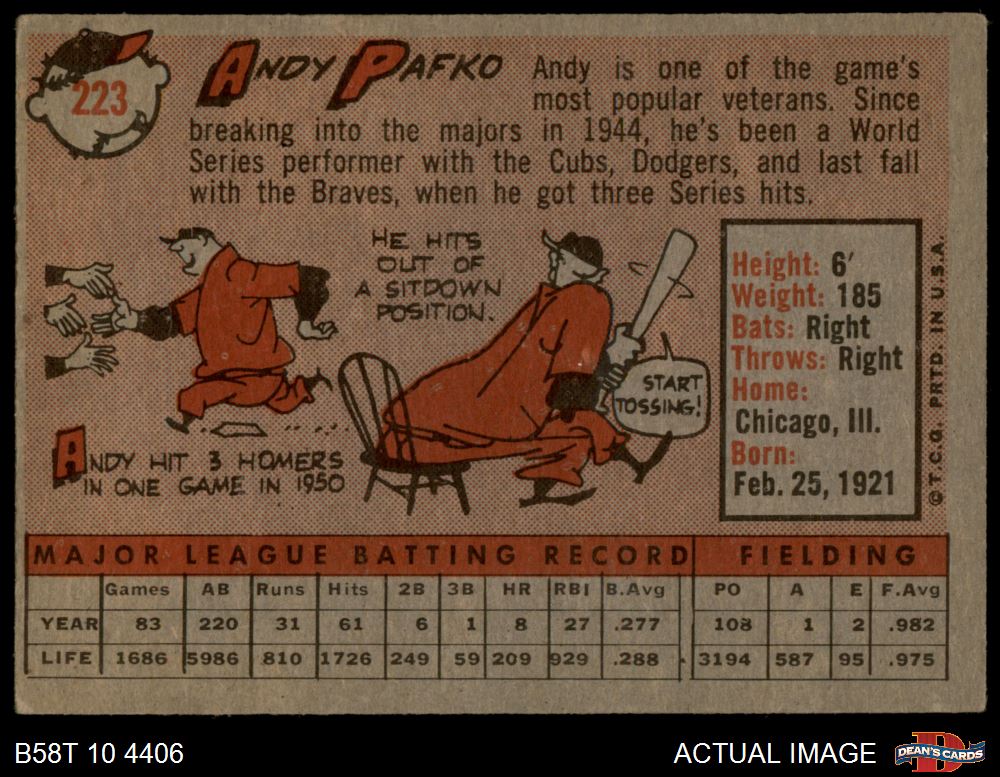 223
ANDY PAFKO
Andy is one of the game's
most popular veterans. Since
breaking into the majors in 1944, he's been a World
Series performer with the Cubs, Dodgers, and last fall
with the Braves, when he got three Series hits.
HE HITS
OUT OF
A SITDOWN
POSITION.
START
TOSSING!
ANDY HIT 3 HOMERS
IN ONE GAME IN 1950
Height: 6'
Weight: 185
Bats: Right
Throws: Right
Home:
Chicago, Ill.
Born:
Feb. 25, 1921
©T.C.G. PRTD. IN U.S.A.
MAJOR LEAGUE BATTING RECORD FIELDING
Games AB Runs Hits 2B 3B HR RBI B.Avg PO A E F.Avg
YEAR 83 220 31 61 6 1 8 27 .277 108 1 2 .982
LIFE 1686 5986 810 1726 249 59 209 929 .288 3194 587 95 .975
B58T 10 4406 ACTUAL IMAGE DEAN'S CARDS